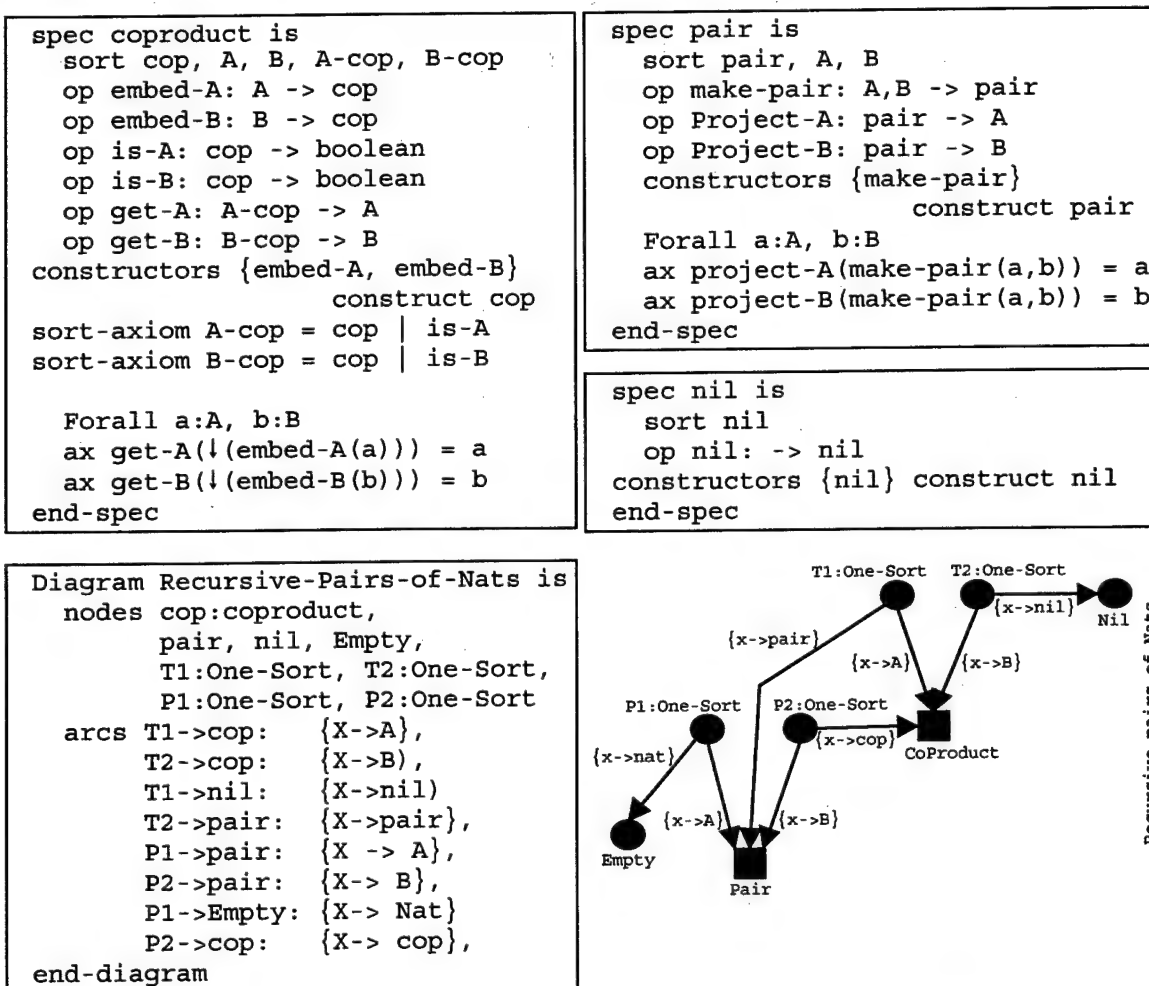 spec coproduct is
sort cop, A, B, A-cop, B-cop
op embed-A: A -> cop
op embed-B: B -> cop
op is-A: cop -> boolean
op is-B: cop -> boolean
op get-A: A-cop -> A
op get-B: B-cop -> B
constructors {embed-A, embed-B}
construct cop
sort-axiom A-cop = cop | is-A
sort-axiom B-cop = cop | is-B
Forall a:A, b:B
ax get-A(↓(embed-A(a))) = a
ax get-B(↓(embed-B(b))) = b
end-spec
spec pair is
sort pair, A, B
op make-pair: A,B -> pair
op Project-A: pair -> A
op Project-B: pair -> B
constructors {make-pair}
construct pair
Forall a:A, b:B
ax project-A(make-pair(a,b)) = a
ax project-B(make-pair(a,b)) = b
end-spec
spec nil is
sort nil
op nil: -> nil
constructors {nil} construct nil
end-spec
Diagram Recursive-Pairs-of-Nats is
nodes cop:coproduct,
pair, nil, Empty,
T1:One-Sort, T2:One-Sort,
P1:One-Sort, P2:One-Sort
arcs T1->cop: {X->A},
T2->cop: {X->B),
T1->nil: {X->nil)
T2->pair: {X->pair},
P1->pair: {X -> A},
P2->pair: {X-> B},
P1->Empty: {X-> Nat}
P2->cop: {X-> cop},
end-diagram
T1:One-Sort T2:One-Sort
{x->nil}
Nil
{x->pair}
{x->A} {x->B}
P1:One-Sort P2:One-Sort
{x->cop}
CoProduct
{x->nat}
{x->A} {x->B}
Empty
Pair